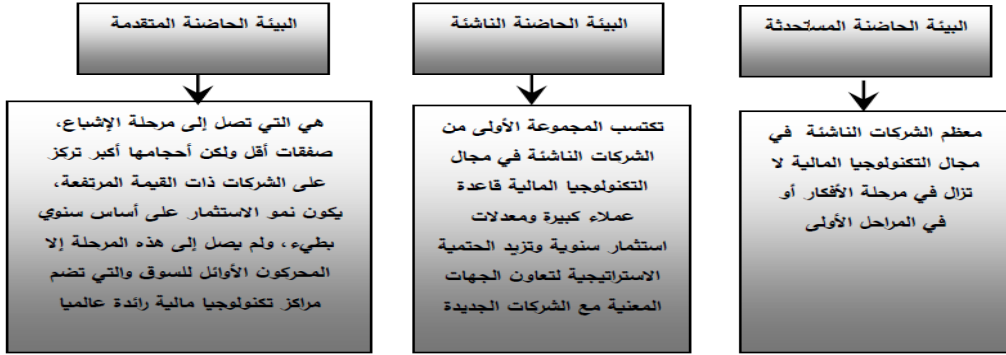 البيئة الحاضنة المستحدثة
معظم الشركات الناشئة في
مجال التكنولوجيا المالية لا
تزال في مرحلة الأفكار أو
في المراحل الأولى
البيئة الحاضنة الناشئة
تكتسب المجموعة الأولى من
الشركات الناشئة في مجال
التكنولوجيا المالية قاعدة
عملاء كبيرة ومعدلات
استثمار سنوية وتزيد الحتمية
الاستراتيجية لتعاون الجهات
المعنية مع الشركات الجديدة
البيئة الحاضنة المتقدمة
هي التي تصل إلى مرحلة الإشباع،
صفقات أقل ولكن أحجامها أكبر تركز
على الشركات ذات القيمة المرتفعة،
يكون نمو الاستثمار على أساس سنوي
بطيء، ولم يصل إلى هذه المرحلة إلا
المحركون الأوائل للسوق والتي تضم
مراكز تكنولوجيا مالية رائدة عالميا